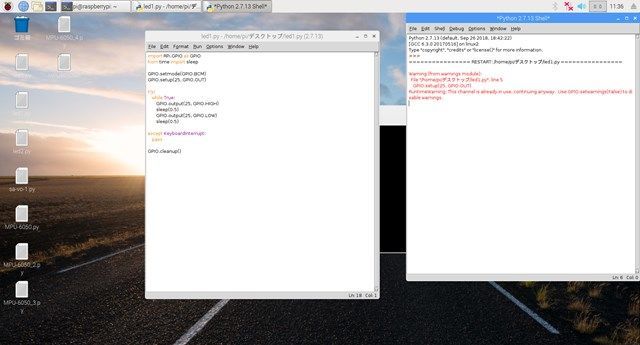 pi@raspberrypi: ~
led1.py - /home/pi/デ...
*Python 2.7.13 Shell*
11:36
ゴミ箱
MPU-6050_4.p
y
led2.py
sa-vo-1.py
MPU-6050.py
MPU-6050_2.p
y
MPU-6050_3.p
y
led1.py - /home/pi/デスクトップ/led1.py (2.7.13)
File Edit Format Run Options Window Help
import RPi.GPIO as GPIO
from time import sleep
GPIO.setmode(GPIO.BCM)
GPIO.setup(25, GPIO.OUT)
try:
while True:
GPIO.output(25, GPIO.HIGH)
sleep(0.5)
GPIO.output(25, GPIO.LOW)
sleep(0.5)
except KeyboardInterrupt:
pass
GPIO.cleanup()
Ln: 18 Col: 1
*Python 2.7.13 Shell*
File Edit Shell Debug Options Window Help
Python 2.7.13 (default, Sep 26 2018, 18:42:22)
[GCC 6.3.0 20170516] on linux2
Type "copyright", "credits" or "license()" for more information.
>>>
RESTART: /home/pi/デスクトップ/led1.py
Warning (from warnings module):
File "/home/pi/デスクトップ/led1.py", line 5
GPIO.setup(25, GPIO.OUT)
RuntimeWarning: This channel is already in use, continuing anyway. Use GPIO.setwarnings(False) to dis
able warnings.
Ln: 6 Col: 0